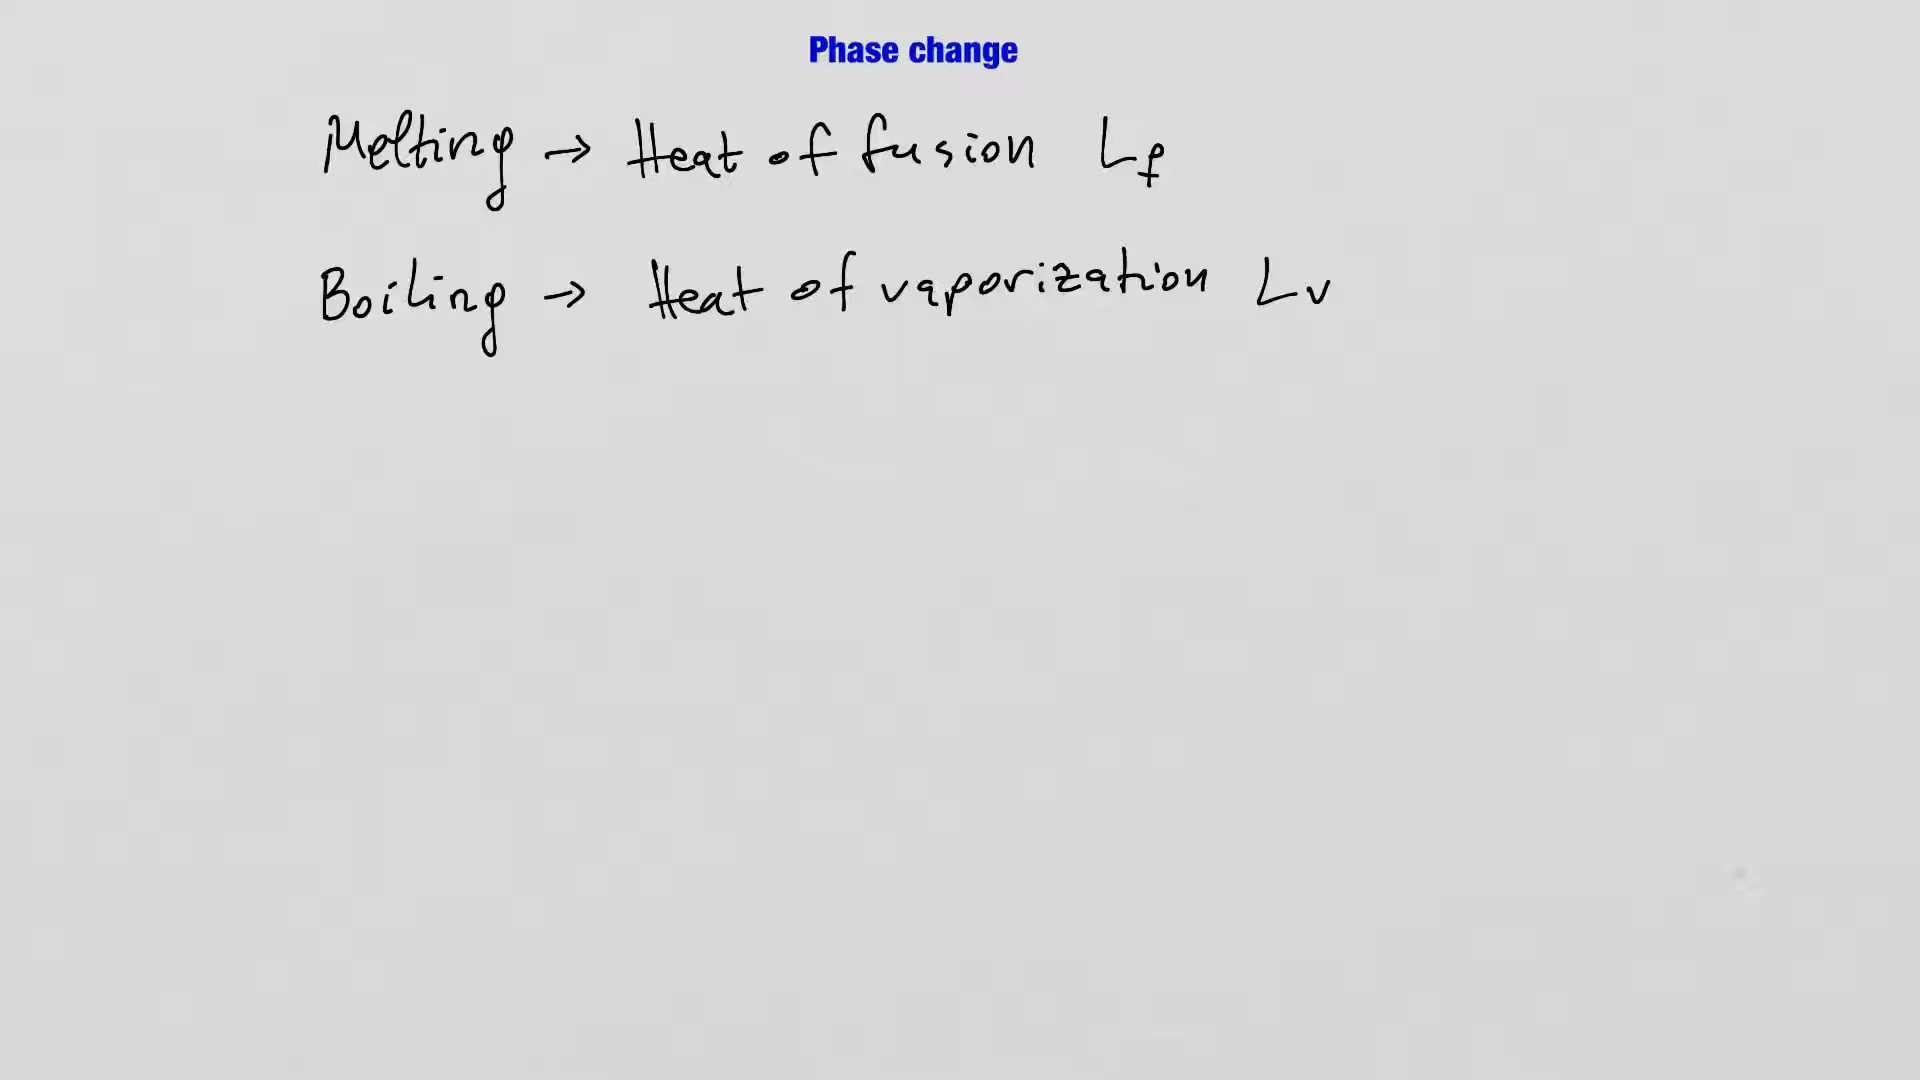 Phase change
Melting → Heat of fusion Lf
Boiling → Heat of vaporization Lv